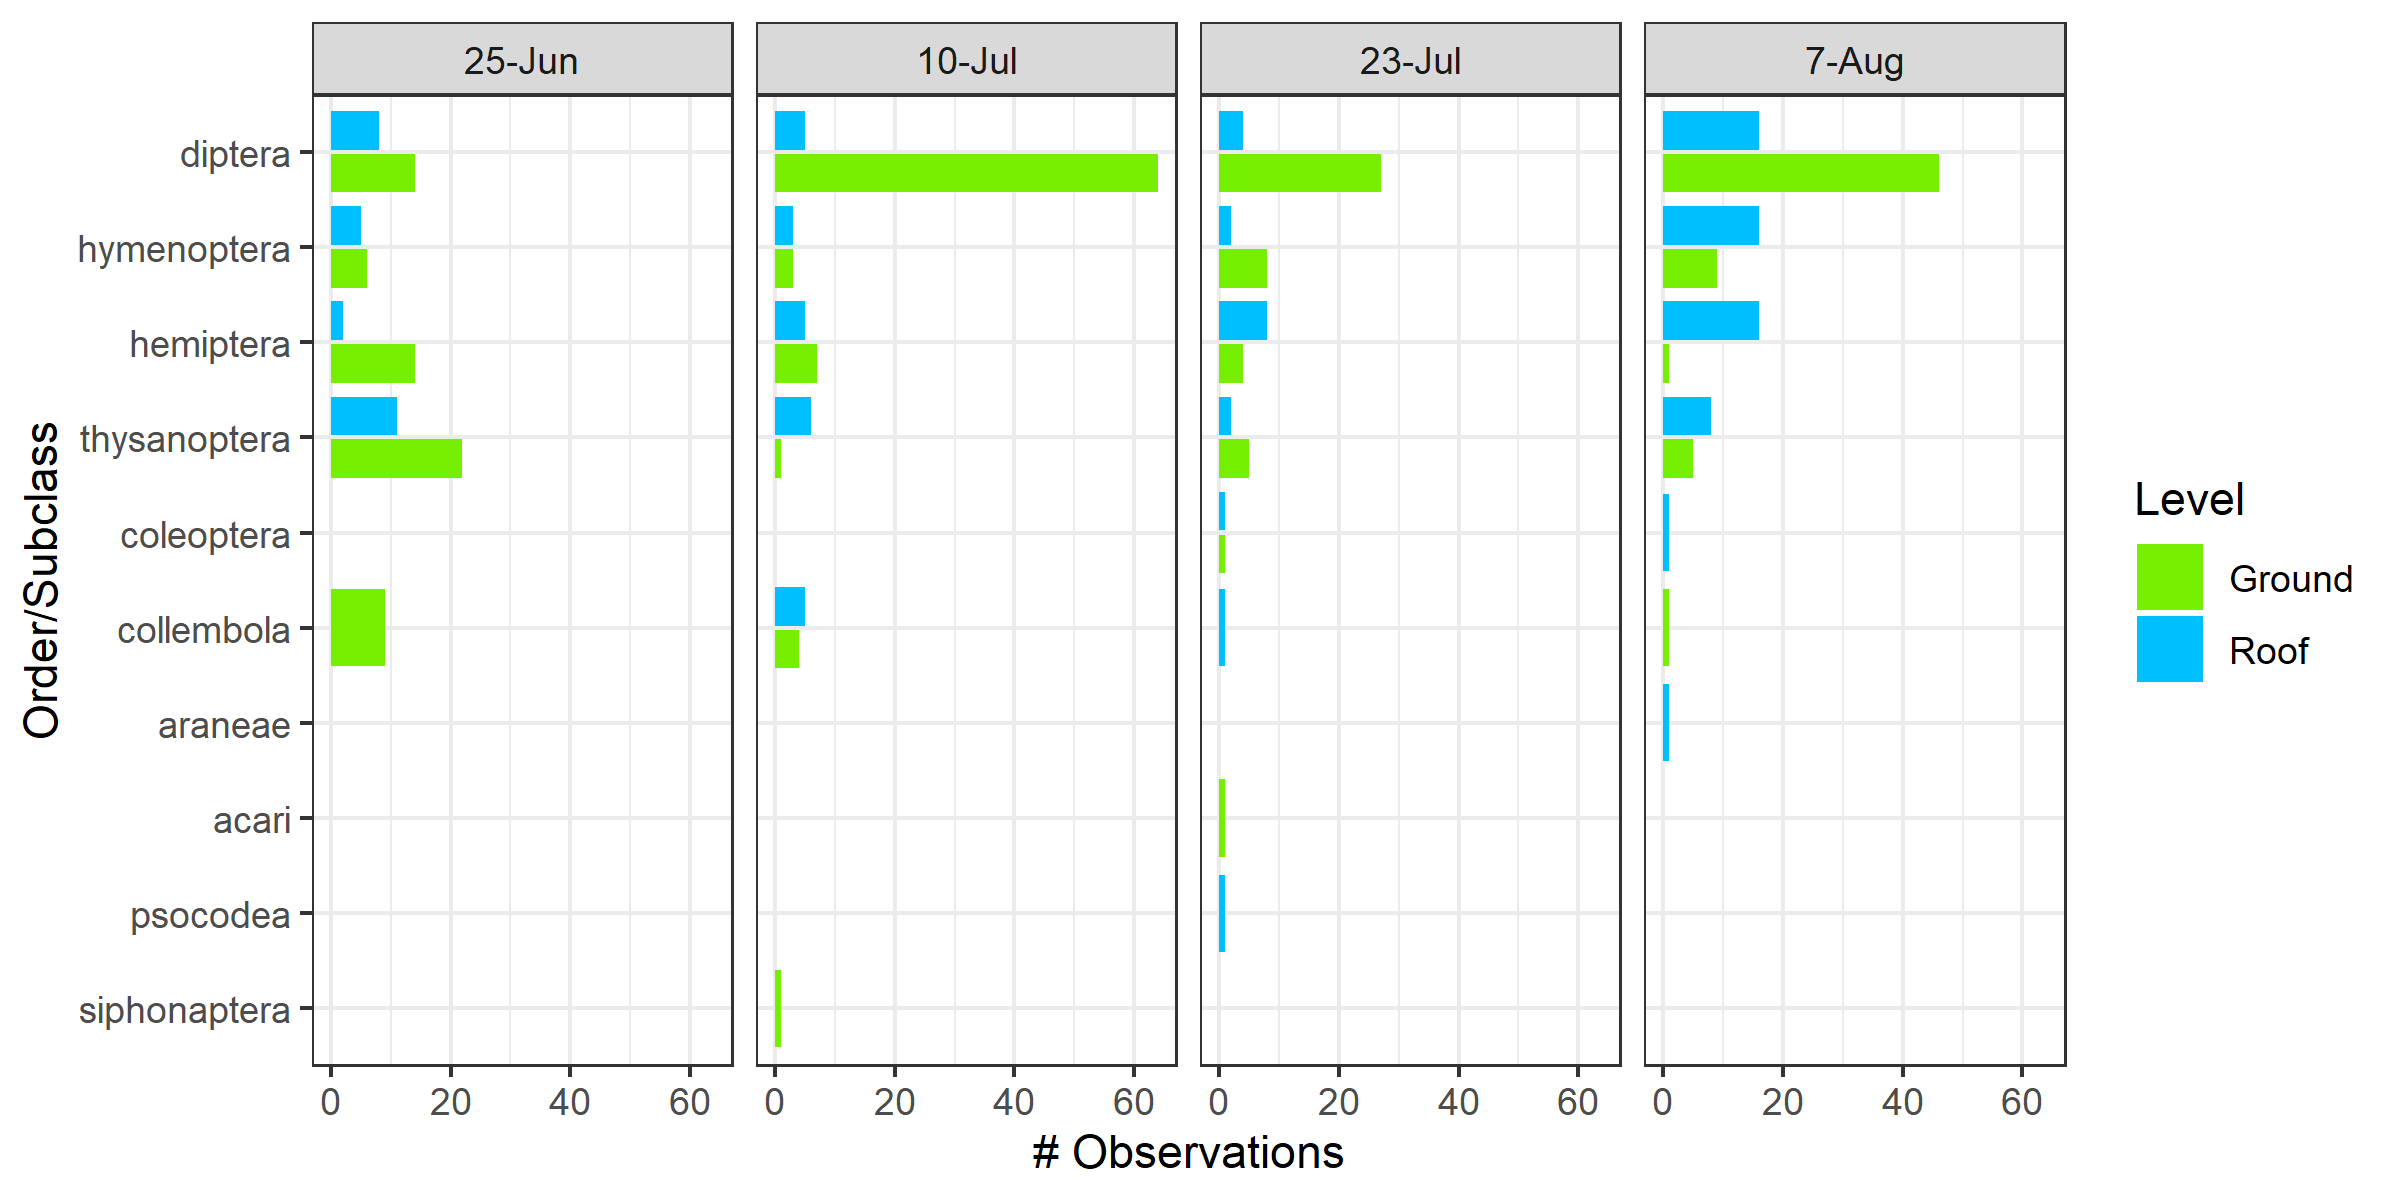 25-Jun 10-Jul 23-Jul 7-Aug
diptera
hymenoptera
hemiptera
thysanoptera
coleoptera
collembola
araneae
acari
psocodea
siphonaptera
Order/Subclass
0 20 40 60 0 20 40 60 0 20 40 60 0 20 40 60
# Observations
Level
Ground
Roof